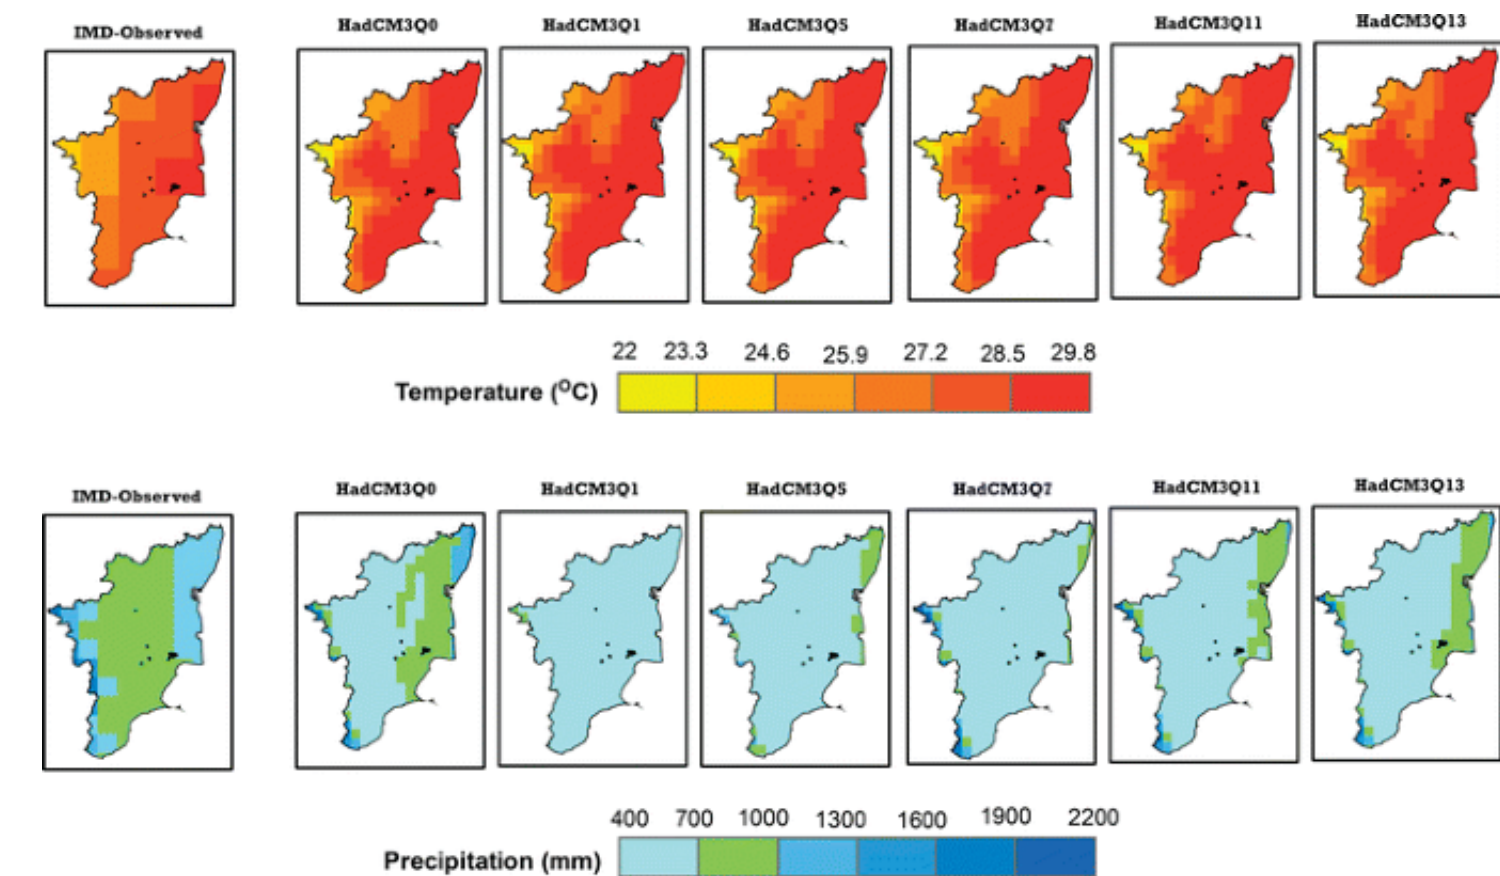 IMD-Observed HadCM3Q0 HadCM3Q1 HadCM3Q5 HadCM3Q7 HadCM3Q11 HadCM3Q13
22 23.3 24.6 25.9 27.2 28.5 29.8
Temperature (°C)
IMD-Observed HadCM3Q0 HadCM3Q1 HadCM3Q5 HadCM3Q7 HadCM3Q11 HadCM3Q13
400 700 1000 1300 1600 1900 2200
Precipitation (mm)